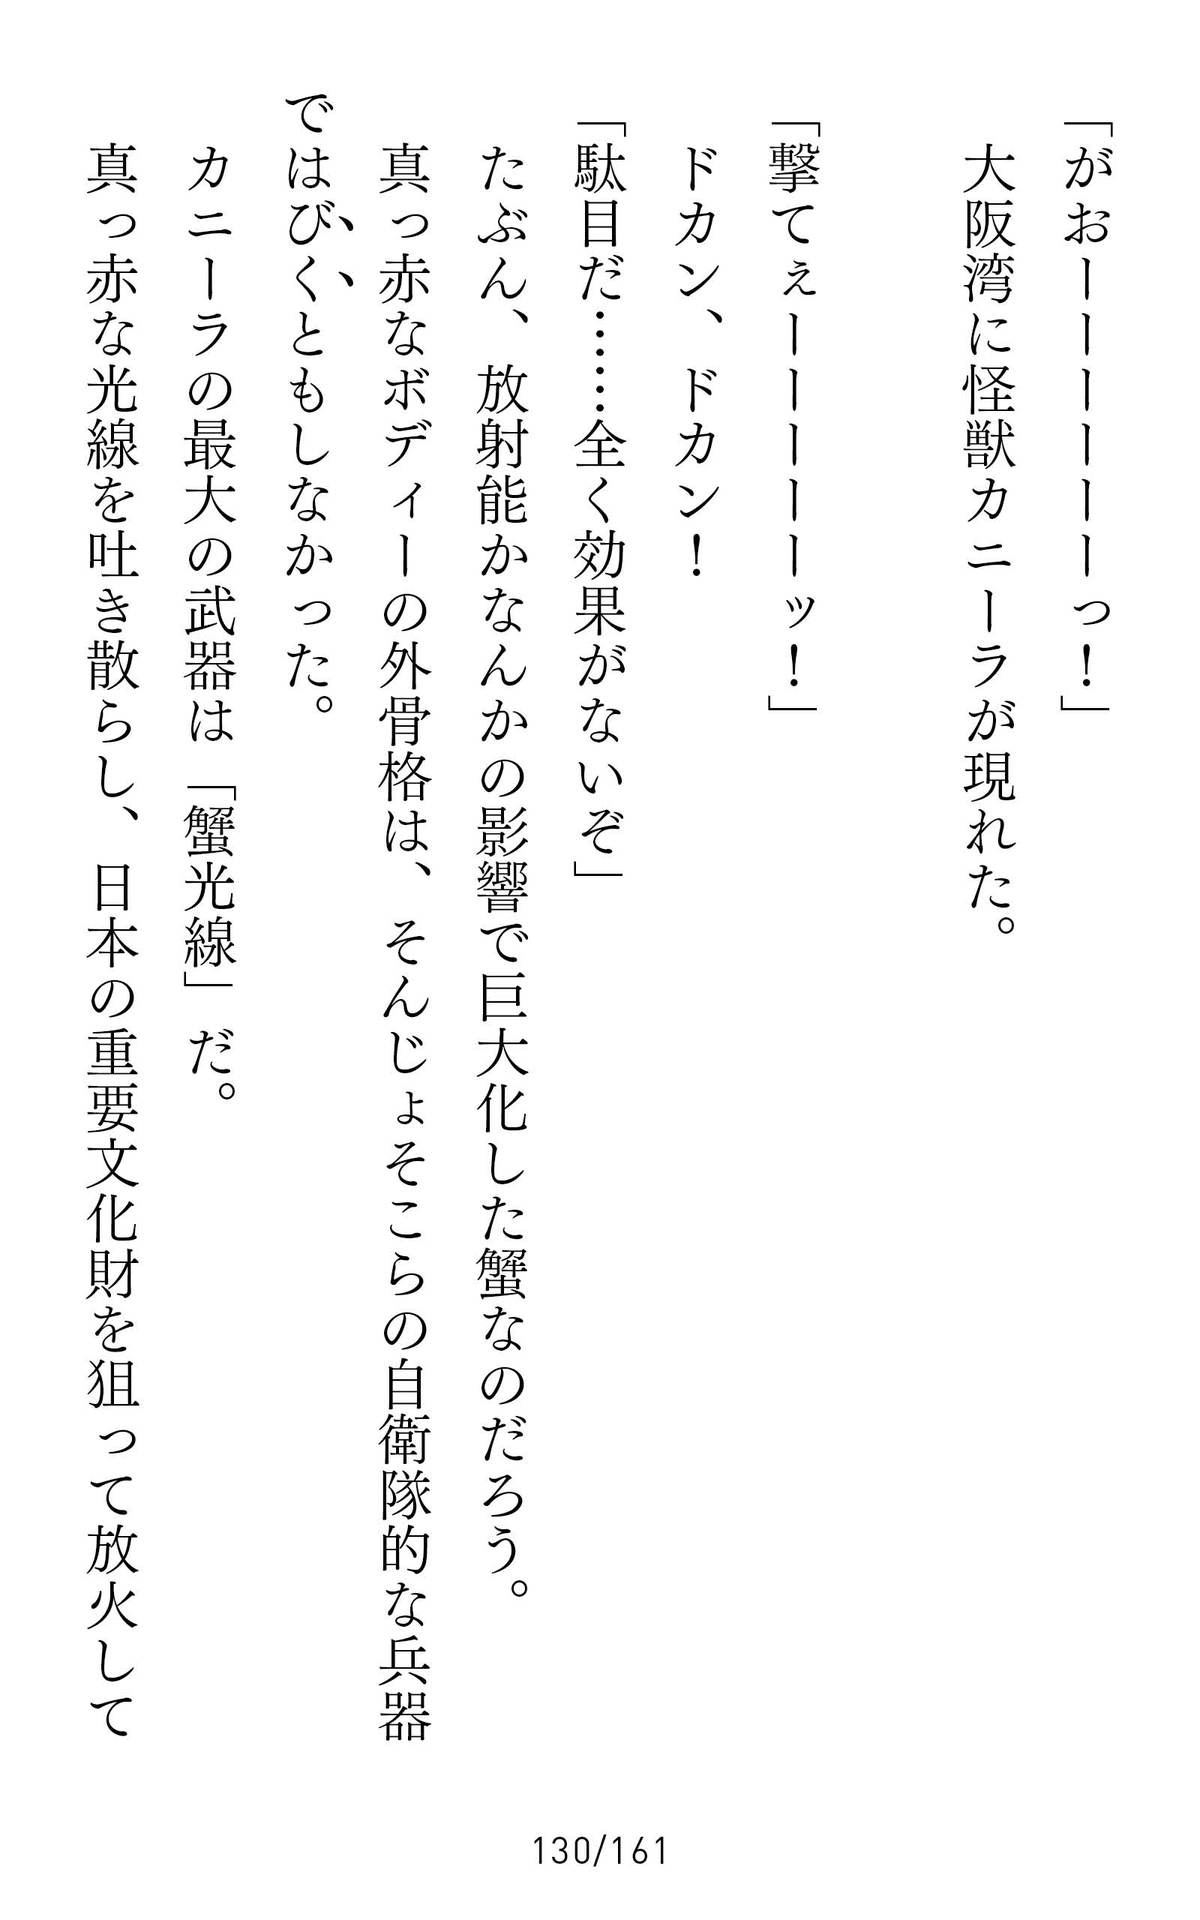 「がおーーーーーーっ！」
大阪湾に怪獣カニーラが現れた。
「撃てぇーーーーーッ！」
ドカン、ドカン！
「駄目だ……全く効果がないぞ」
たぶん、放射能かなんかの影響で巨大化した蟹なのだろう。
真っ赤なボディーの外骨格は、そんじょそこらの自衛隊的な兵器
ではびくともしなかった。
カニーラの最大の武器は「蟹光線」だ。
真っ赤な光線を吐き散らし、日本の重要文化財を狙って放火して
130/161